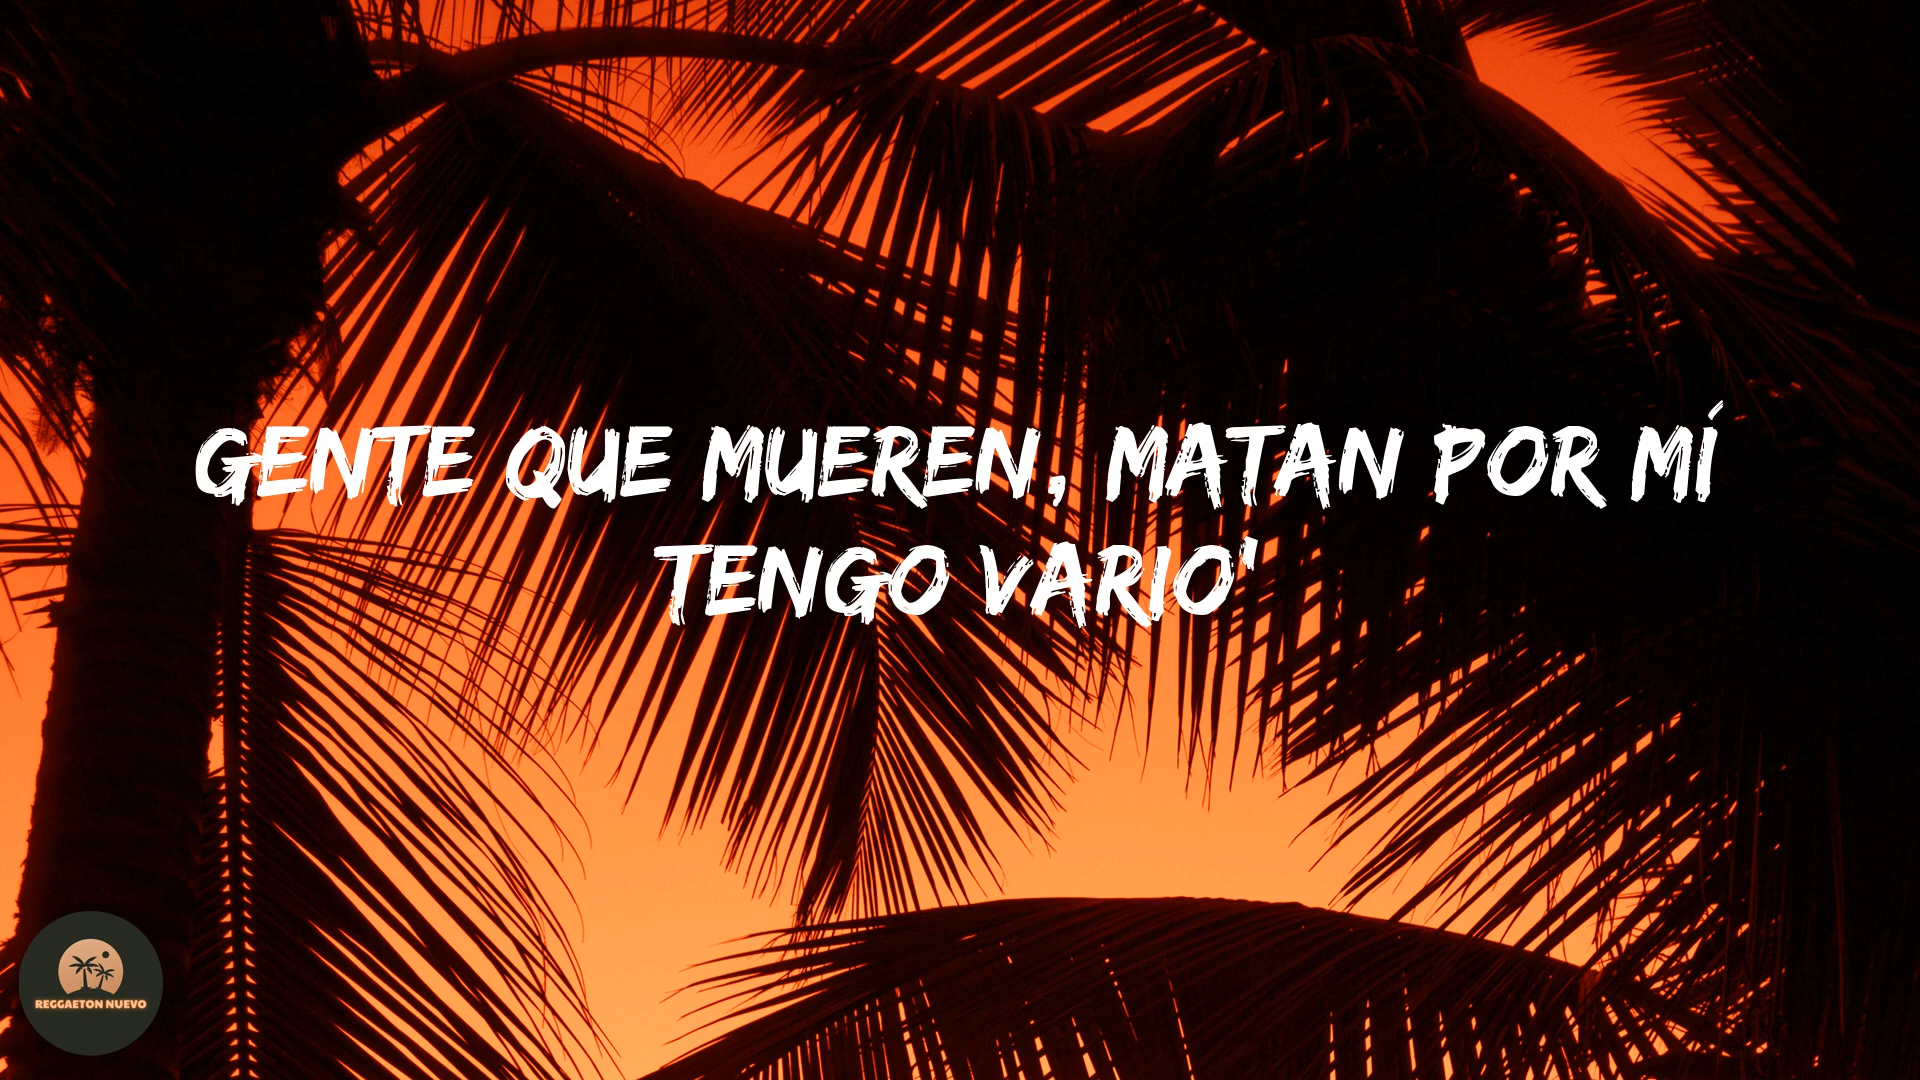 GENTE QUE MUEREN, MATAN POR MÍ
TENGO VARIO'
REGGAETON NUEVO